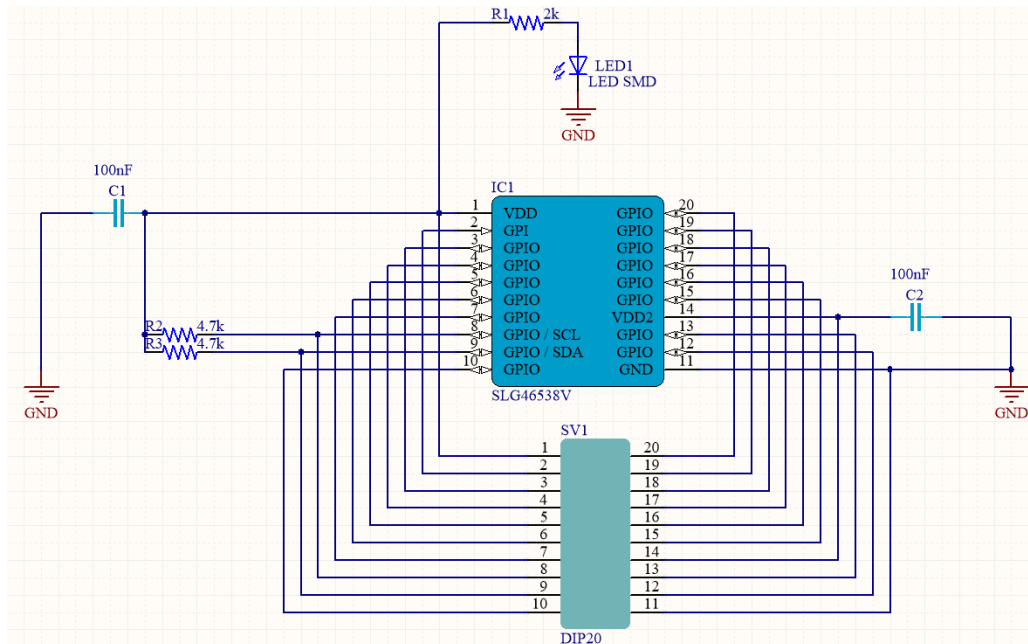 R1 2k
LED1
LED SMD
GND
100nF
C1
IC1
1 VDD GPIO 20
2 GPI GPIO 19
3 GPIO GPIO 18
4 GPIO GPIO 17
5 GPIO GPIO 16
6 GPIO GPIO 15
7 GPIO VDD2 14
8 GPIO / SCL GPIO 13
9 GPIO / SDA GPIO 12
10 GPIO GND 11
SLG46538V
100nF
C2
R2 4.7k
R3 4.7k
GND
GND
SV1
1 20
2 19
3 18
4 17
5 16
6 15
7 14
8 13
9 12
10 11
DIP20